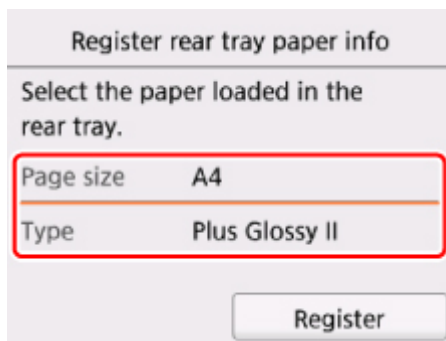 Register rear tray paper info
Select the paper loaded in the
rear tray.
Page size A4
Type Plus Glossy II
Register